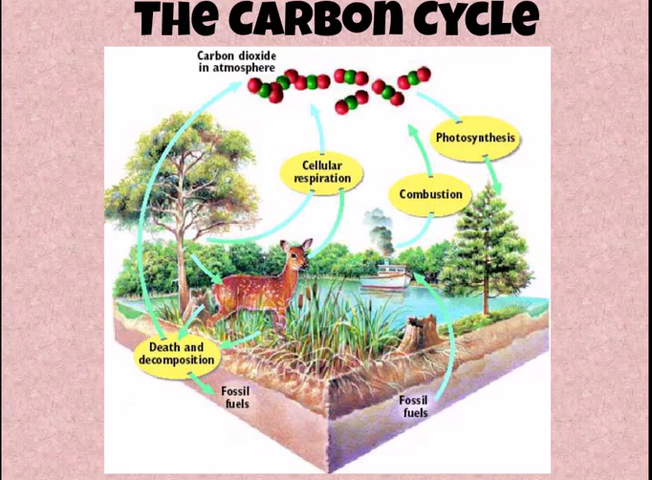 THE CARBON CYCLE
Carbon dioxide
in atmosphere
Photosynthesis
Cellular
respiration
Combustion
Death and
decomposition
Fossil
fuels
Fossil
fuels